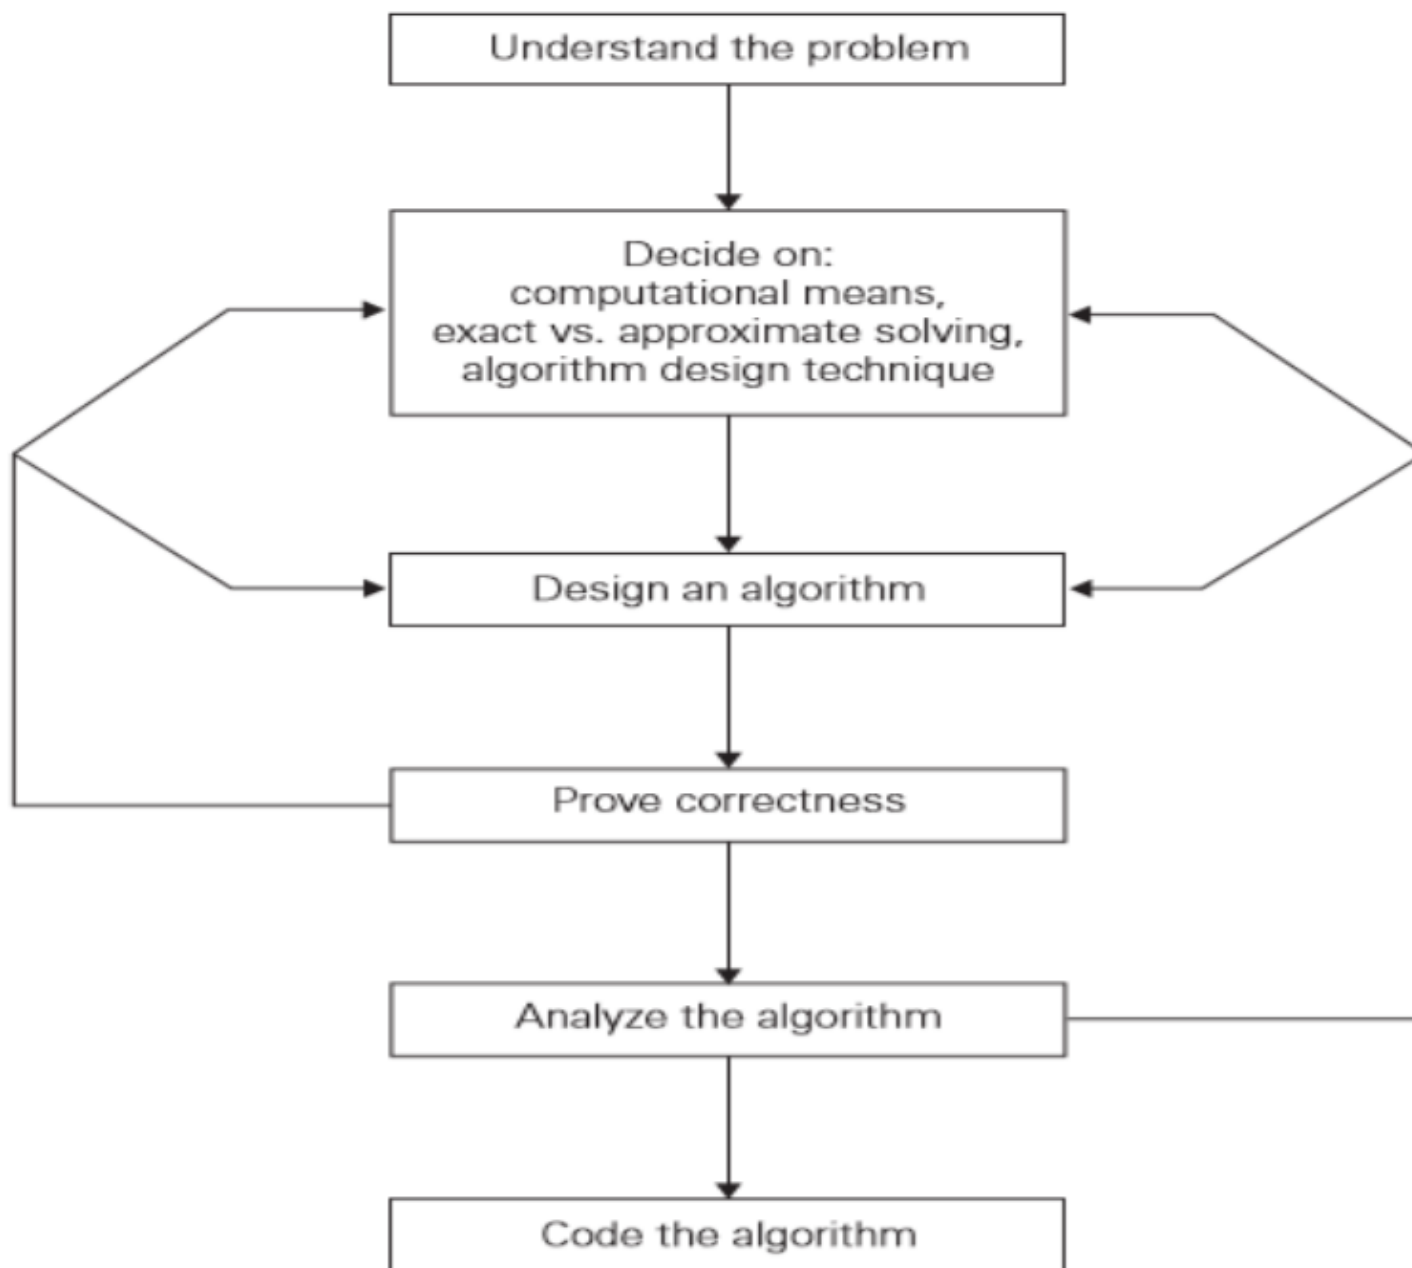 Understand the problem
Decide on:
computational means,
exact vs. approximate solving,
algorithm design technique
Design an algorithm
Prove correctness
Analyze the algorithm
Code the algorithm